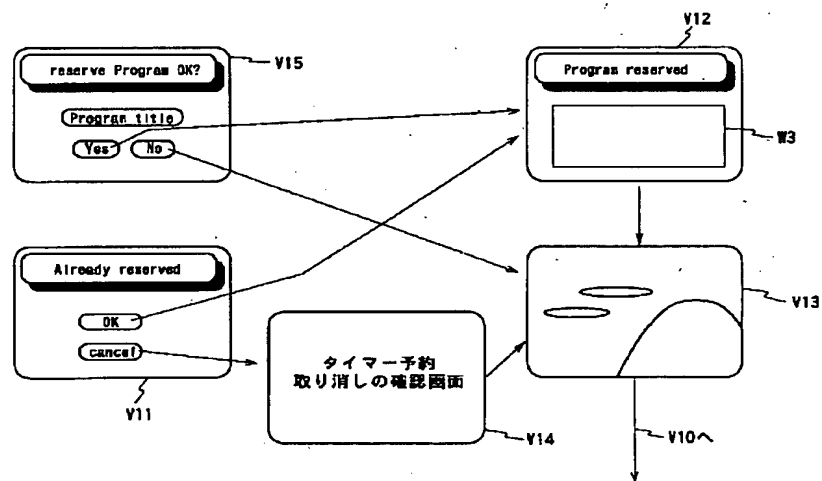 V12
reserve Program OK?
V15
Program reserved
Program title
Yes
No
W3
Already reserved
OK
cancel
V11
タイマー予約
取り消しの確認画面
V14
V13
V10へ